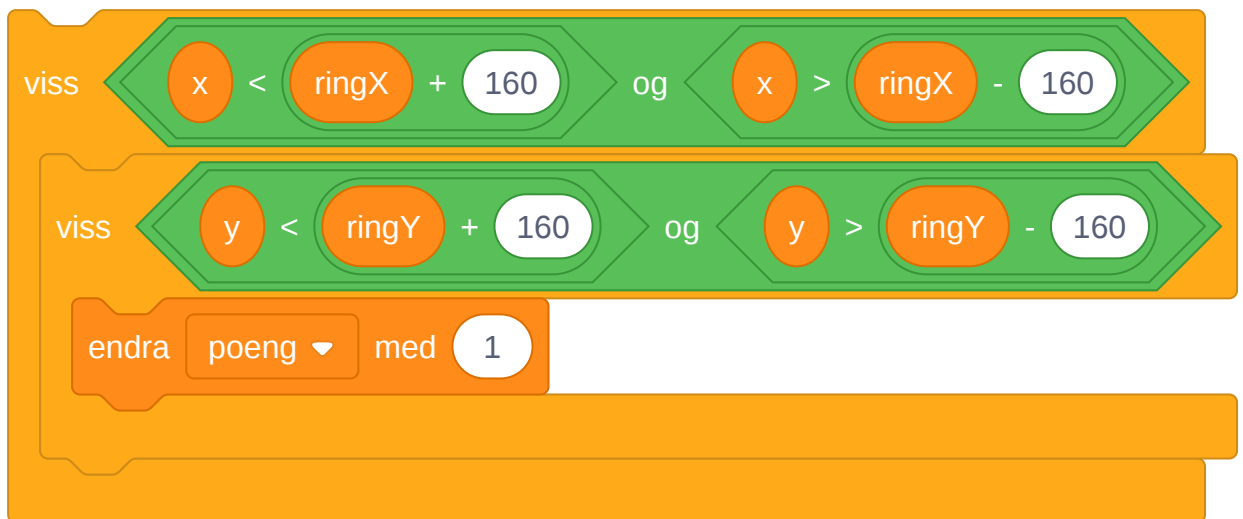 viss x < ringX + 160 og x > ringX - 160
viss y < ringY + 160 og y > ringY - 160
endra poeng med 1